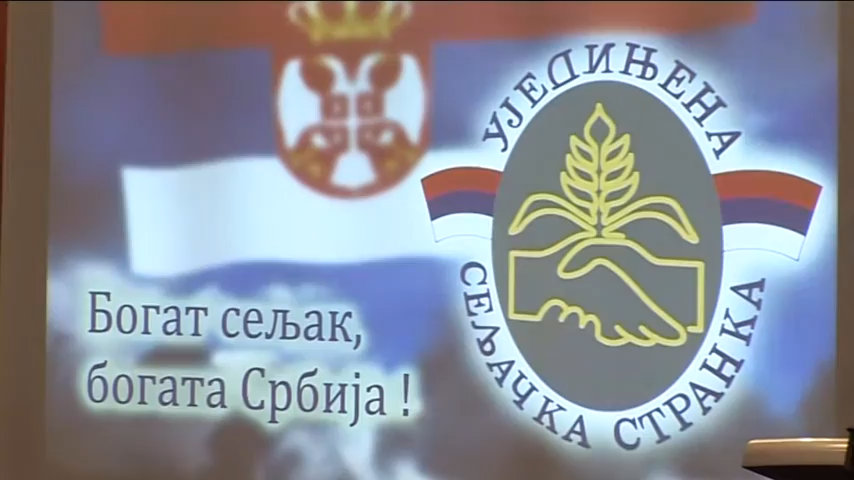 УЈЕДИЊЕНА
СЕЉАЧКА СТРАНКА
Богат сељак,
богата Србија !